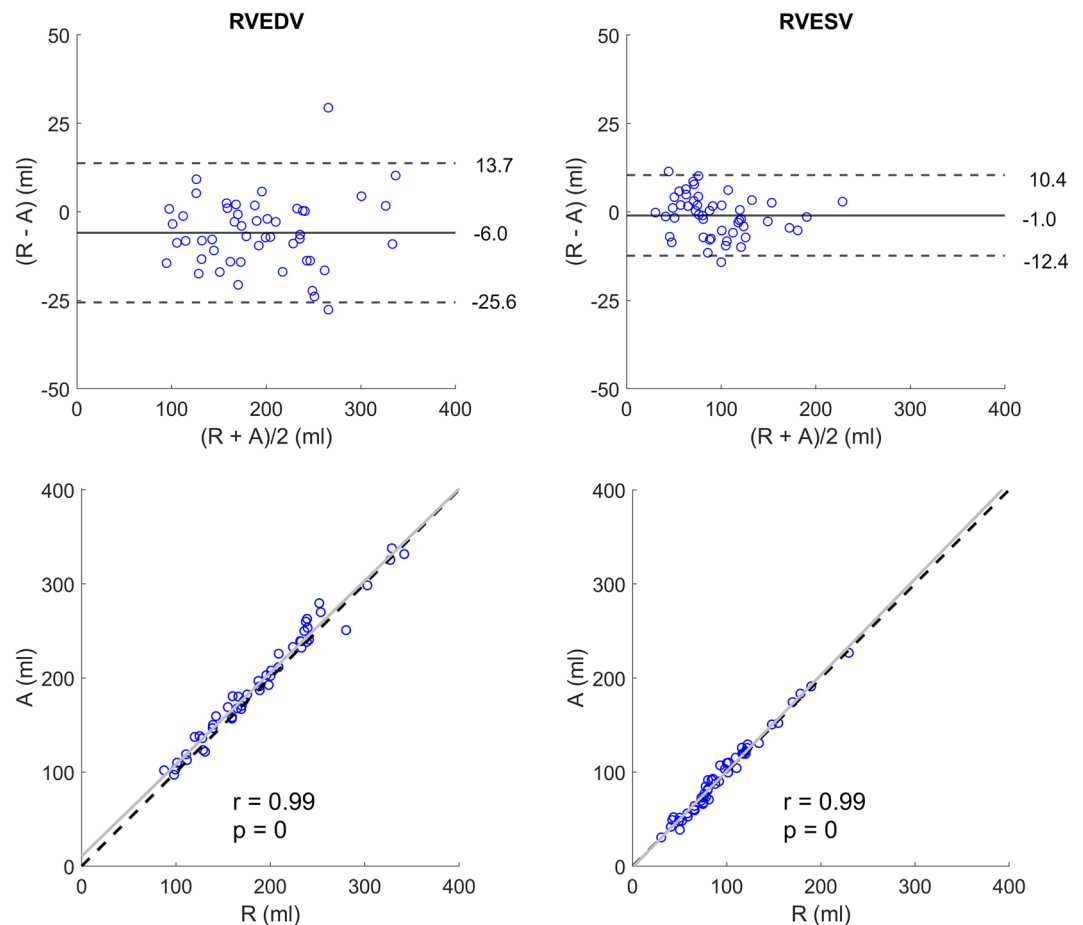 RVEDV
50
25
0
-25
-50
(R - A) (ml)
13.7
-6.0
-25.6
0 100 200 300 400
(R + A)/2 (ml)
RVESV
50
25
0
-25
-50
(R - A) (ml)
10.4
-1.0
-12.4
0 100 200 300 400
(R + A)/2 (ml)
400
300
200
100
0
A (ml)
r = 0.99
p = 0
0 100 200 300 400
R (ml)
400
300
200
100
0
A (ml)
r = 0.99
p = 0
0 100 200 300 400
R (ml)